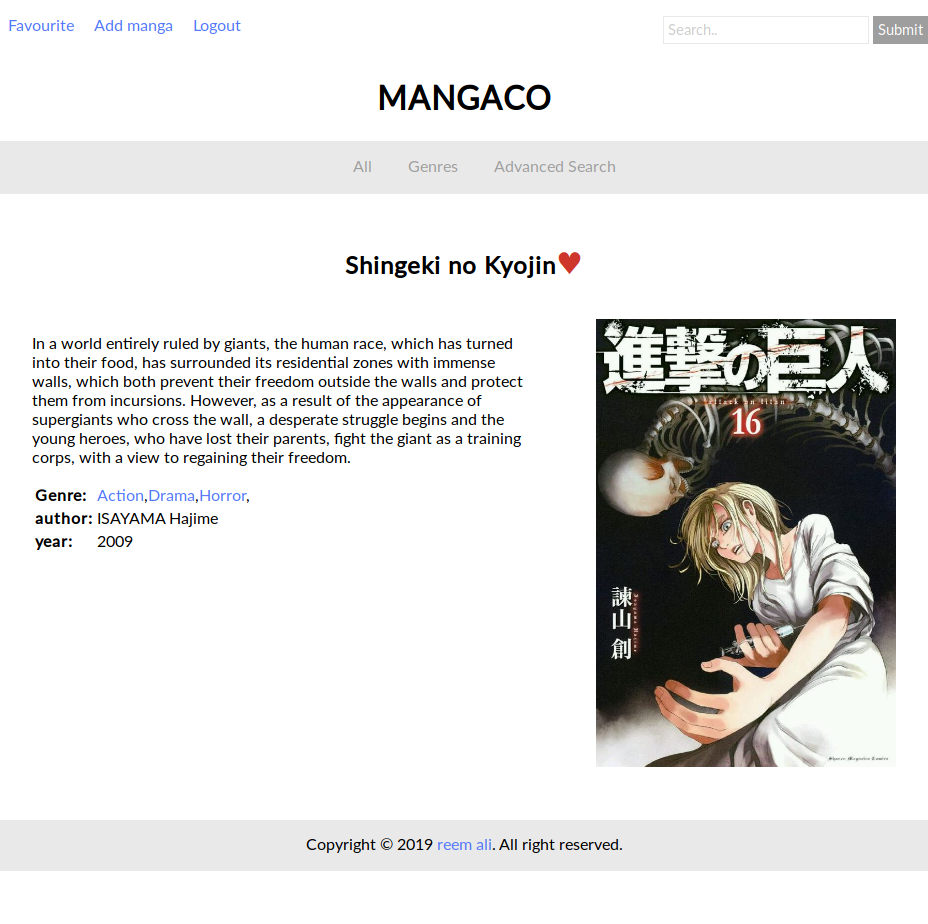 Favourite Add manga Logout Search.. Submit
MANGACO
All Genres Advanced Search
Shingeki no Kyojin♥
In a world entirely ruled by giants, the human race, which has turned
into their food, has surrounded its residential zones with immense
walls, which both prevent their freedom outside the walls and protect
them from incursions. However, as a result of the appearance of
supergiants who cross the wall, a desperate struggle begins and the
young heroes, who have lost their parents, fight the giant as a training
corps, with a view to regaining their freedom.
Genre: Action,Drama,Horror,
author: ISAYAMA Hajime
year: 2009
進撃の巨人
attack on titan
16
諫山創
Isayama Hajime
Shonen Magazine Comics
Copyright © 2019 reem ali. All right reserved.